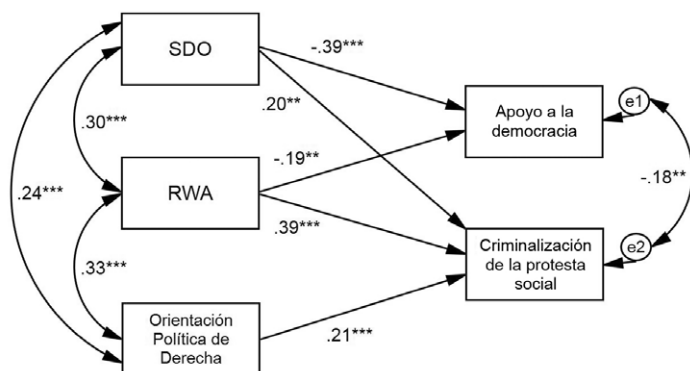 SDO
-.39***
.20**
e1
Apoyo a la
democracia
.30***
-.19**
-.18**
.24***
RWA
.39***
Criminalización
de la protesta
social
e2
.33***
Orientación
Política de
Derecha
.21***